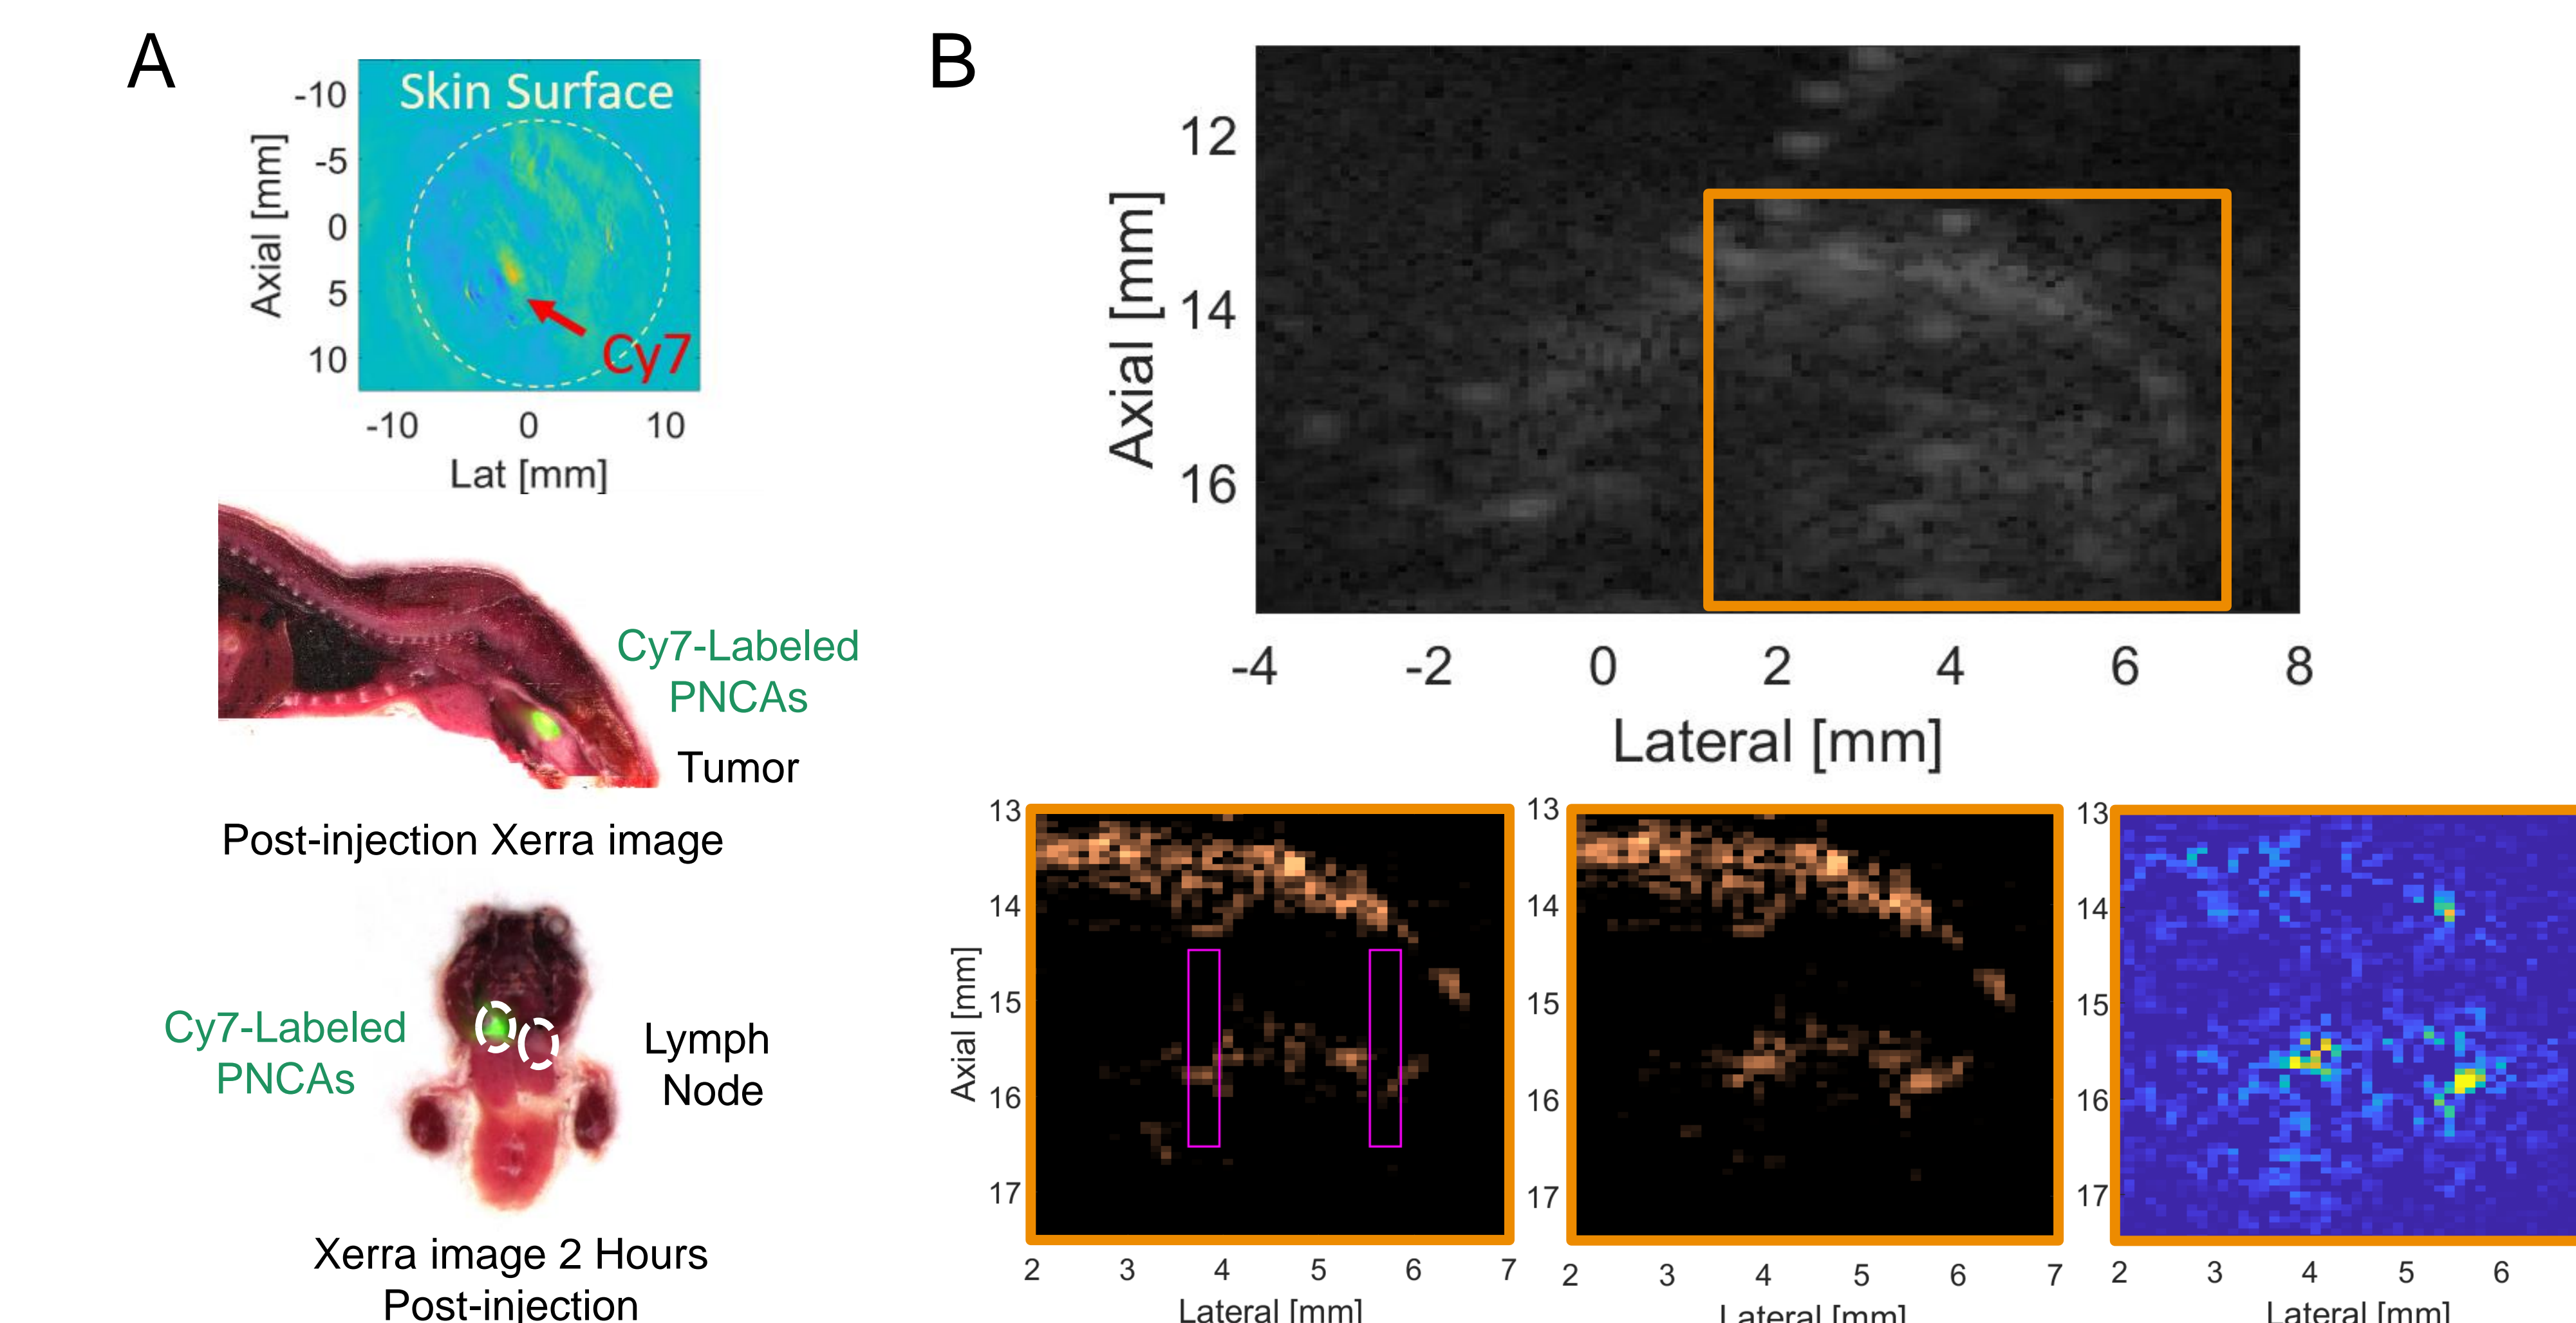 A
Skin Surface
-10
-5
0
5
10
Axial [mm]
Cy7
-10 0 10
Lat [mm]
Cy7-Labeled
PNCAs
Tumor
Post-injection Xerra image
Cy7-Labeled
PNCAs
Lymph
Node
Xerra image 2 Hours
Post-injection
B
12
14
16
Axial [mm]
-4 -2 0 2 4 6 8
Lateral [mm]
13
14
15
16
17
Axial [mm]
2 3 4 5 6 7
Lateral [mm]
13
14
15
16
17
2 3 4 5 6 7
Lateral [mm]
13
14
15
16
17
2 3 4 5 6
Lateral [mm]